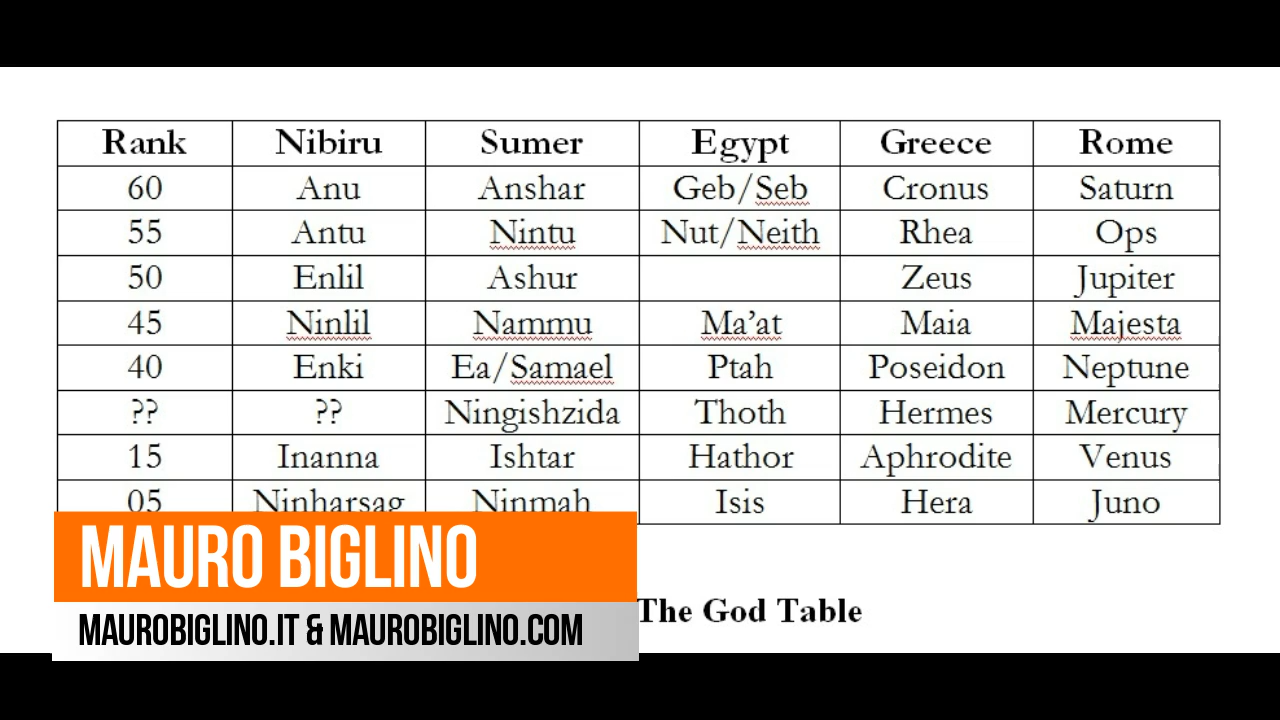 Rank Nibiru Sumer Egypt Greece Rome
60 Anu Anshar Geb/Seb Cronus Saturn
55 Antu Nintu Nut/Neith Rhea Ops
50 Enlil Ashur Zeus Jupiter
45 Ninlil Nammu Ma’at Maia Majesta
40 Enki Ea/Samael Ptah Poseidon Neptune
?? ?? Ningishzida Thoth Hermes Mercury
15 Inanna Ishtar Hathor Aphrodite Venus
05 Ninharsag Ninmah Isis Hera Juno
MAURO BIGLINO
The God Table
MAUROBIGLINO.IT & MAUROBIGLINO.COM